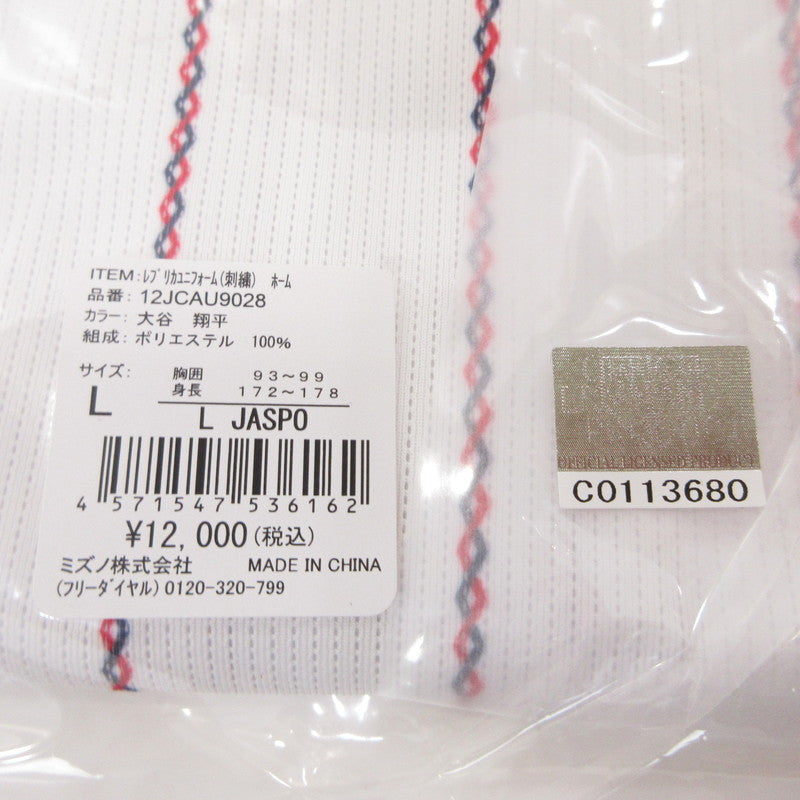 ITEM:ﾚﾌﾟﾘｶﾕﾆﾌｫｰﾑ(刺繍) ﾎｰﾑ
品番: 12JCAU9028
カラー: 大谷 翔平
組成: ポリエステル 100%
サイズ: 胸囲 93～99
L 身長 172～178
L JASPO
4 571547 536162
¥12,000(税込)
ミズノ株式会社 MADE IN CHINA
(フリーダイヤル) 0120-320-799
OFFICIAL LICENSED PRODUCT
C0113680